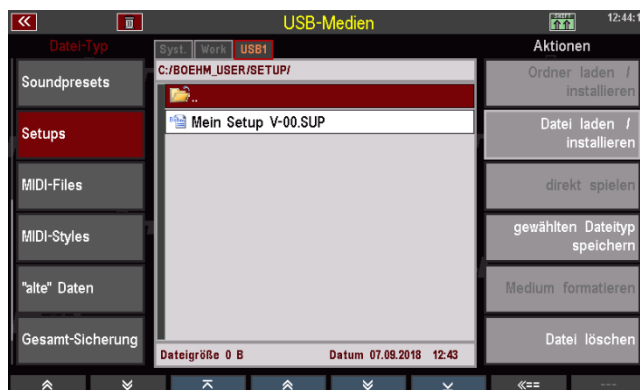 USB-Medien
SHIFT
12:44:1
Datei-Typ
Syst. Work USB1
Aktionen
C:/BOEHM_USER/SETUP/
Soundpresets
..
Mein Setup V-00.SUP
Setups
MIDI-Files
MIDI-Styles
"alte" Daten
Gesamt-Sicherung
Dateigröße 0 B
Datum 07.09.2018 12:43
Ordner laden /
installieren
Datei laden /
installieren
direkt spielen
gewählten Dateityp
speichern
Medium formatieren
Datei löschen
«==
---